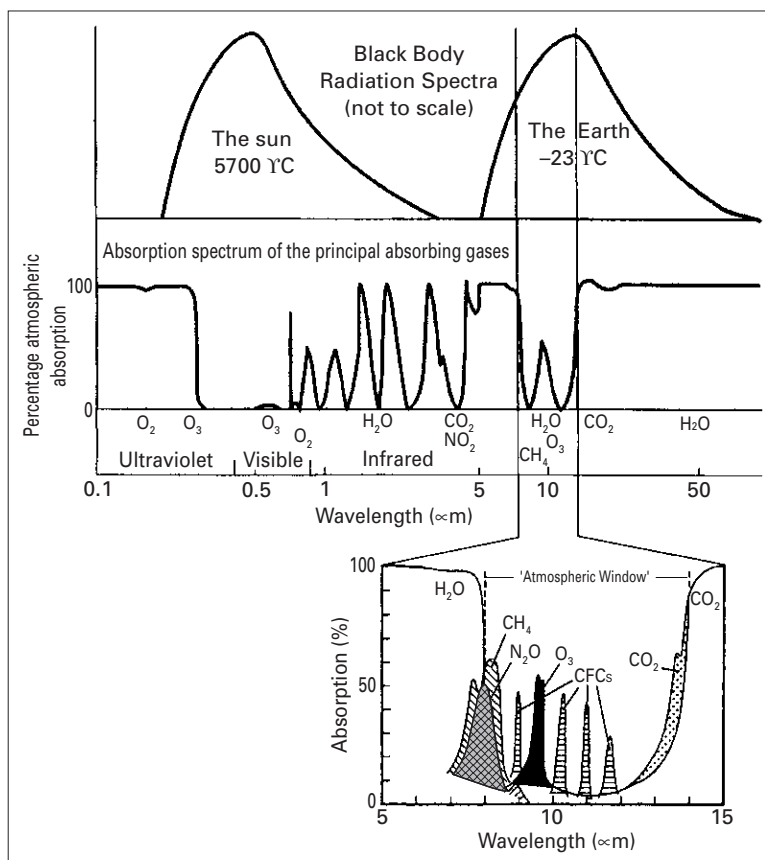 Black Body
Radiation Spectra
(not to scale)
The sun
5700 ϒC
The Earth
–23 ϒC
Absorption spectrum of the principal absorbing gases
Percentage atmospheric
absorption
100
0
O₂ O₃ O₃ O₂ H₂O CO₂ H₂O CO₂ H₂O
NO₂ O₃
CH₄
Ultraviolet Visible Infrared
0.1 0.5 1 5 10 50
Wavelength (∝m)
100
50
0
Absorption (%)
'Atmospheric Window'
H₂O
CO₂
CH₄
N₂O
O₃
CO₂
CFCs
5 10 15
Wavelength (∝m)